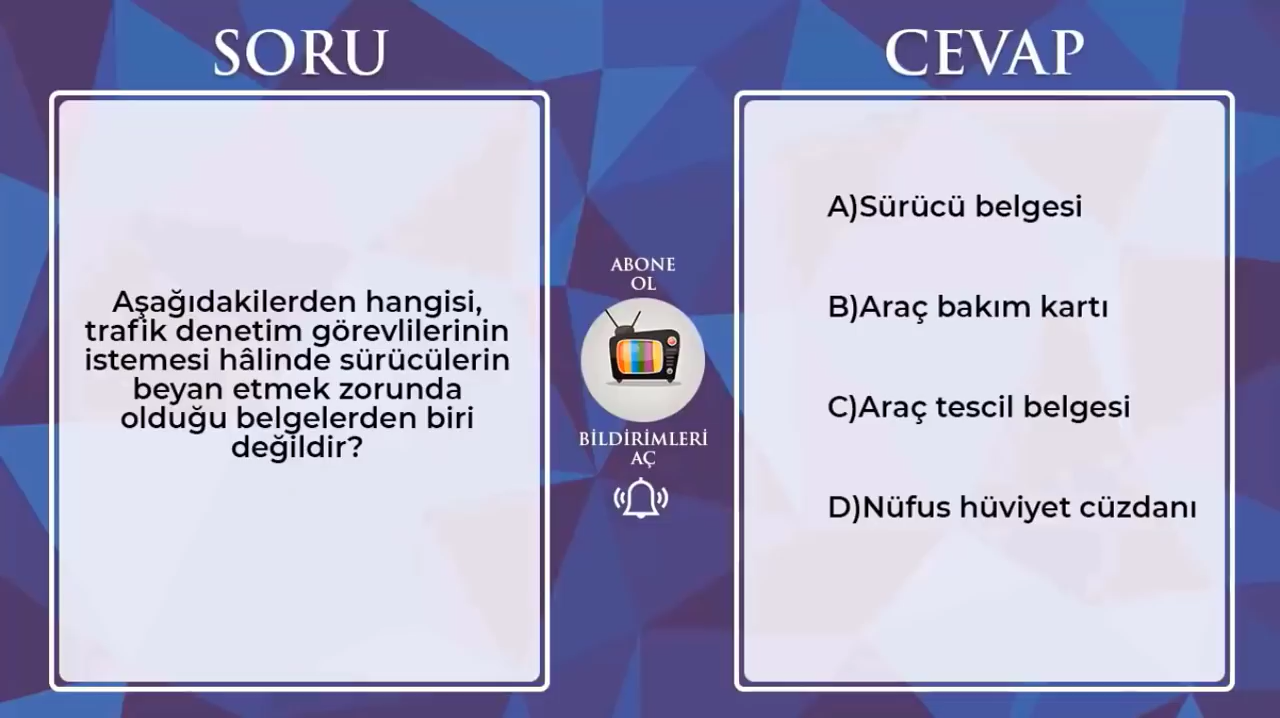 SORU
Aşağıdakilerden hangisi,
trafik denetim görevlilerinin
istemesi hâlinde sürücülerin
beyan etmek zorunda
olduğu belgelerden biri
değildir?
ABONE
OL
BİLDİRİMLERİ
AÇ
CEVAP
A)Sürücü belgesi
B)Araç bakım kartı
C)Araç tescil belgesi
D)Nüfus hüviyet cüzdanı